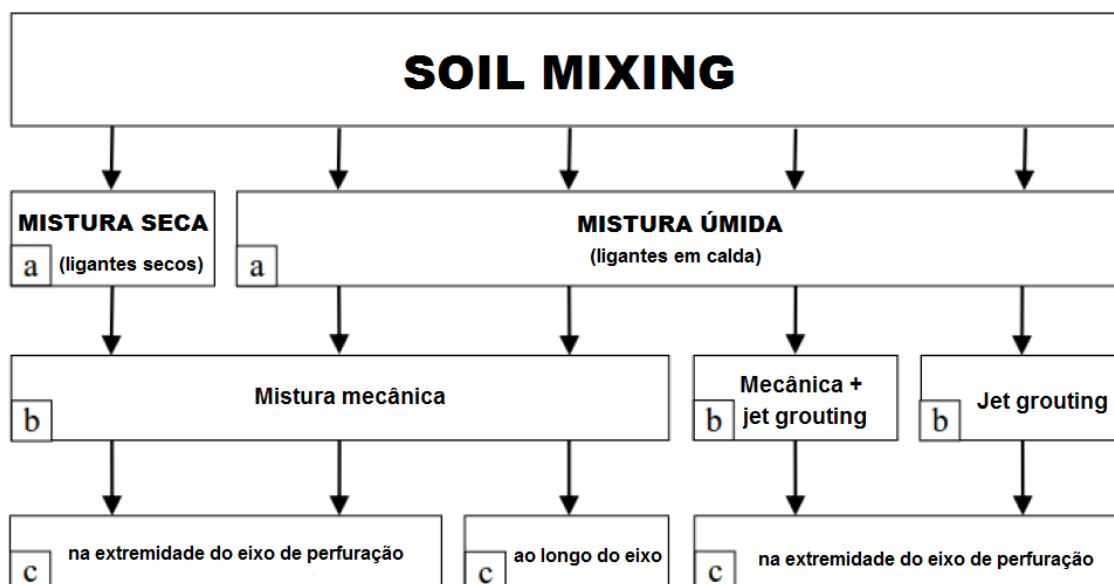 SOIL MIXING
MISTURA SECA
(ligantes secos)
a
MISTURA ÚMIDA
(ligantes em calda)
a
Mistura mecânica
b
Mecânica +
jet grouting
b
Jet grouting
b
na extremidade do eixo de perfuração
c
ao longo do eixo
c
na extremidade do eixo de perfuração
c